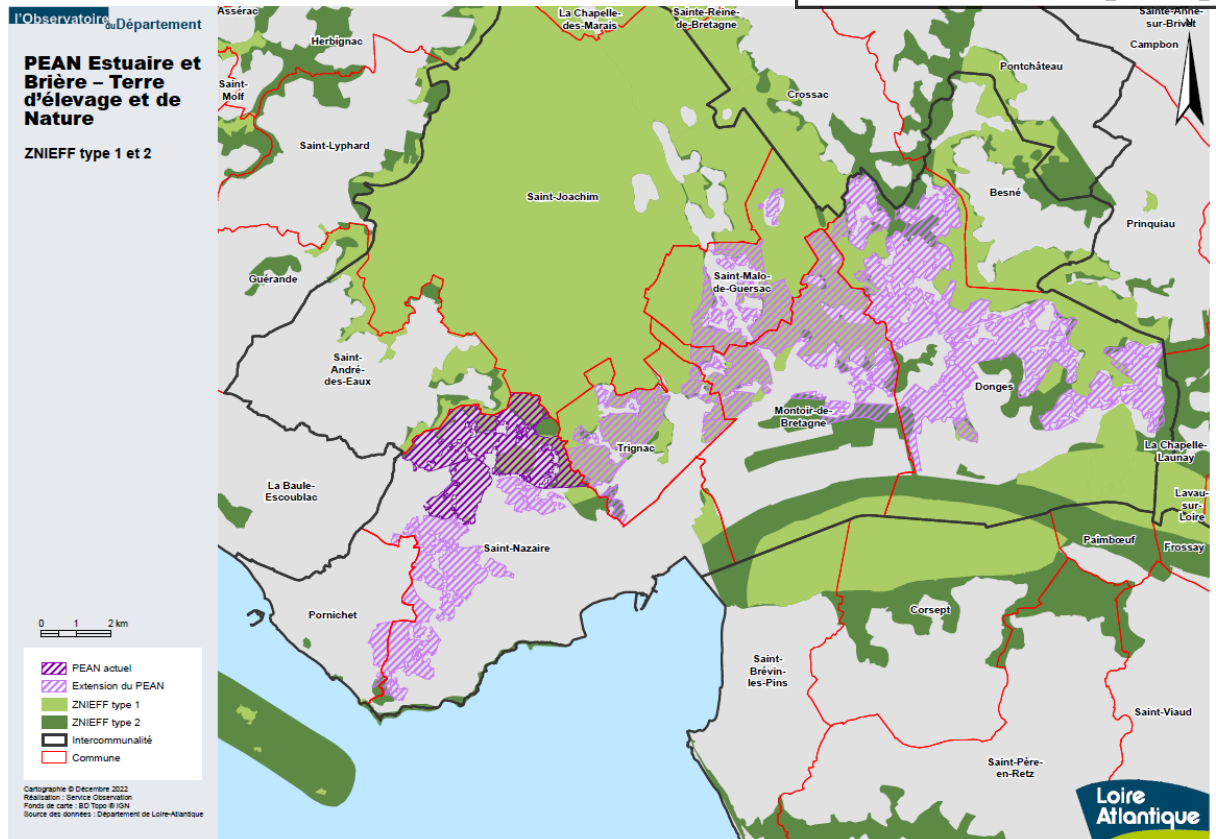 l'Observatoire du Département
PEAN Estuaire et
Brière – Terre
d'élevage et de
Nature
ZNIEFF type 1 et 2
Assérac
Herbignac
Saint-
Molf
Saint-Lyphard
La Chapelle-
des-Marais
Sainte-Reine-
de-Bretagne
Sainte-Anne-
sur-Brivet
N
Campbon
Pontchâteau
Crossac
Saint-Joachim
Besné
Prinquiau
Guérande
Saint-Malo-
de-Guersac
Saint-
André-
des-Eaux
Donges
Montoir-de-
Bretagne
Trignac
La Chapelle-
Launay
La Baule-
Escoublac
Lavau-
sur-
Loire
Saint-Nazaire
Paimbœuf
Frossay
Pornichet
Corsept
Saint-
Brévin-
les-Pins
Saint-Viaud
Saint-Père-
en-Retz
0 1 2 km
PEAN actuel
Extension du PEAN
ZNIEFF type 1
ZNIEFF type 2
Intercommunalité
Commune
Cartographie © Décembre 2022
Réalisation : Service Observation
Fonds de carte : BD Topo ® IGN
Source des données : Département de Loire-Atlantique
Loire
Atlantique